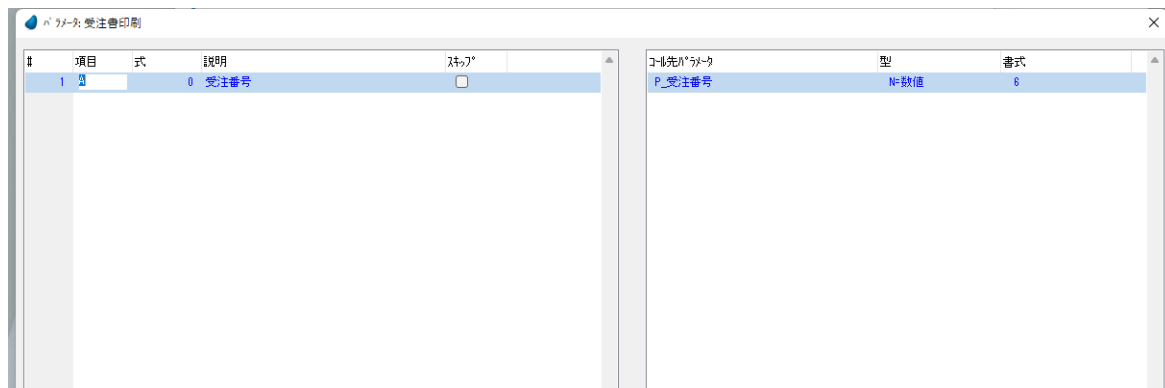 ﾊﾟﾗﾒｰﾀ: 受注書印刷
# 項目 式 説明 ｽｷｯﾌﾟ
1 A 0 受注番号
ｺｰﾙ先ﾊﾟﾗﾒｰﾀ 型 書式
P_受注番号 N=数値 6